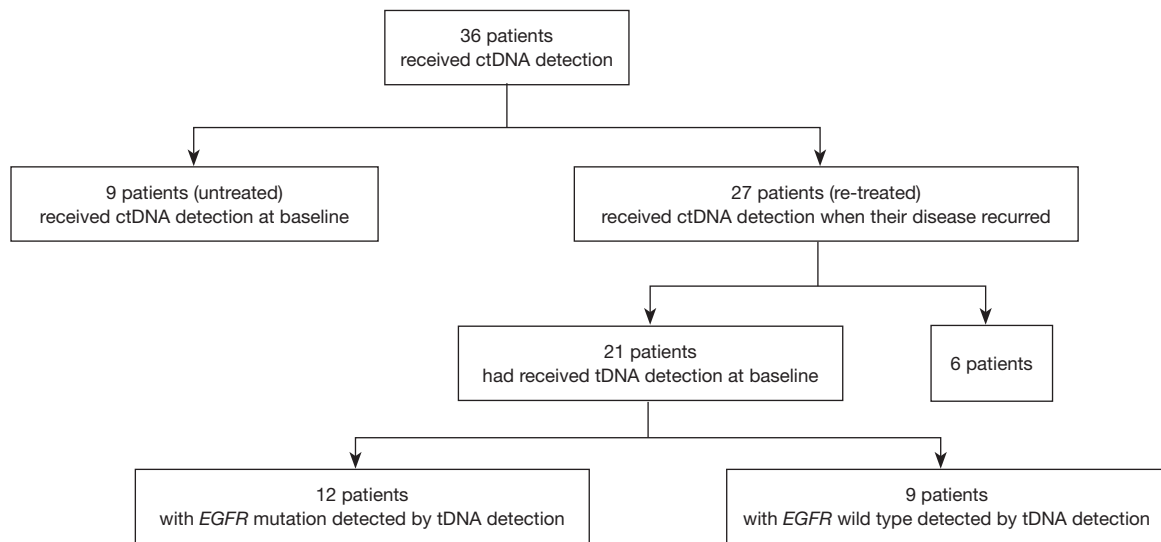 36 patients
received ctDNA detection
9 patients (untreated)
received ctDNA detection at baseline
27 patients (re-treated)
received ctDNA detection when their disease recurred
21 patients
had received tDNA detection at baseline
6 patients
12 patients
with EGFR mutation detected by tDNA detection
9 patients
with EGFR wild type detected by tDNA detection